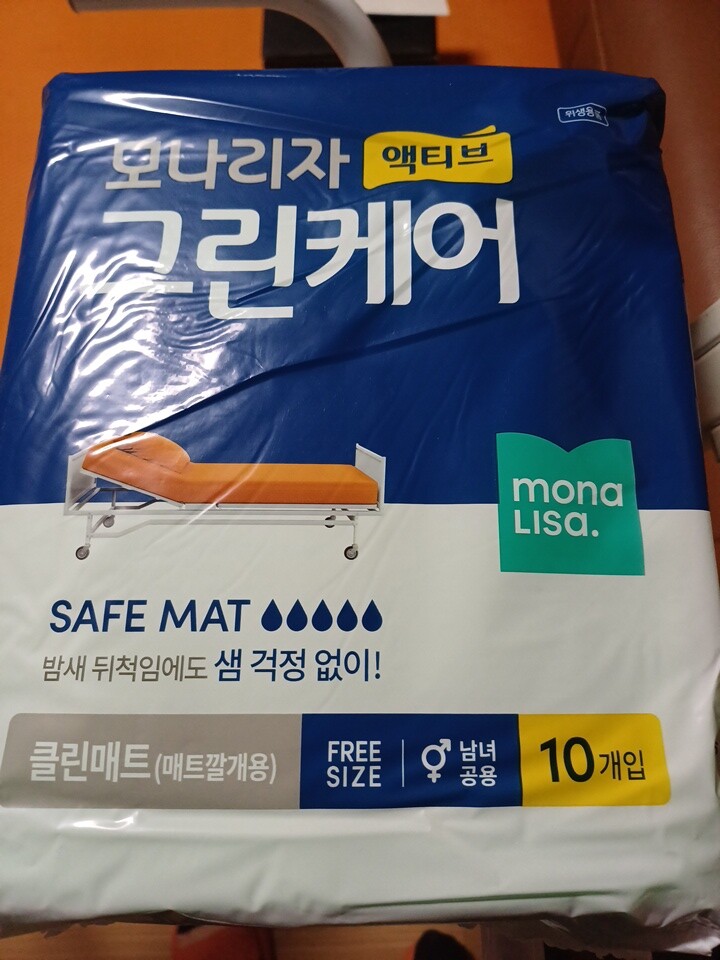 위생용품
보나리자 액티브
그린케어
mona
LISa.
SAFE MAT
밤새 뒤척임에도 샘 걱정 없이!
클린매트 (매트깔개용)
FREE
SIZE
남녀
공용
10개입